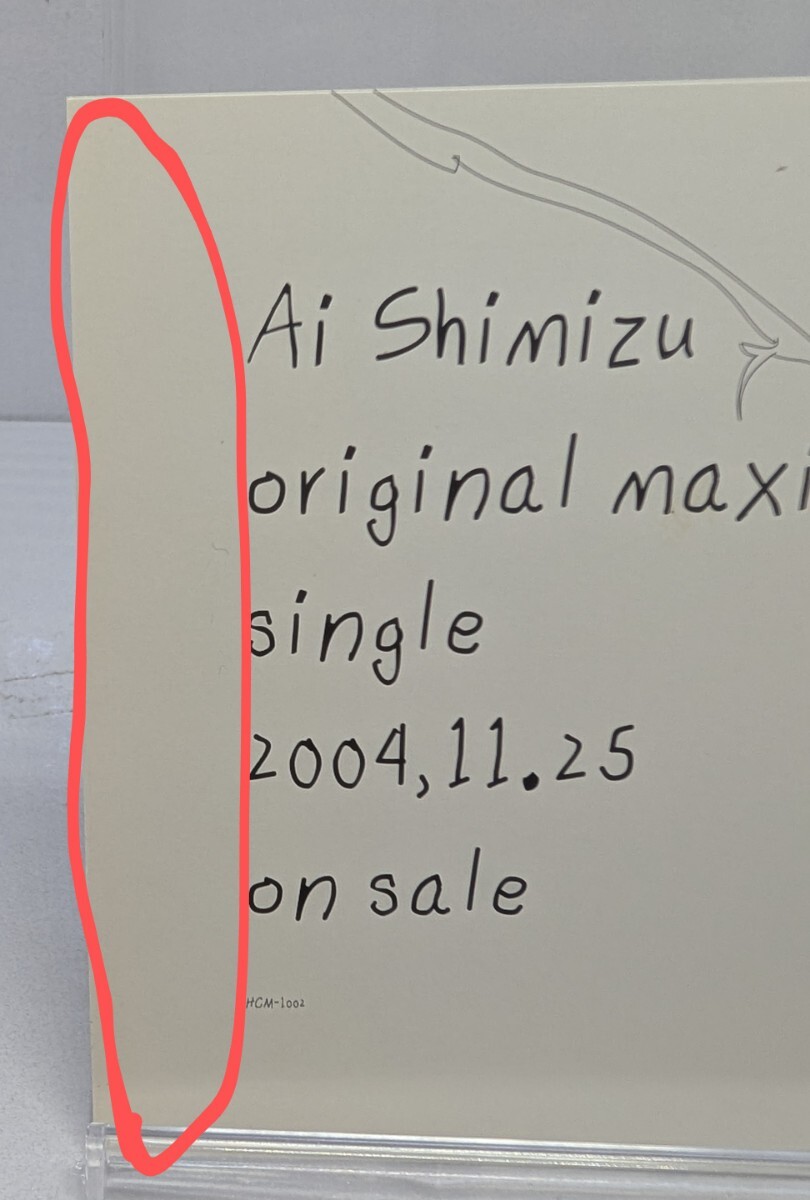 Ai Shimizu
original maxi
single
2004,11.25
on sale
HCM-1002